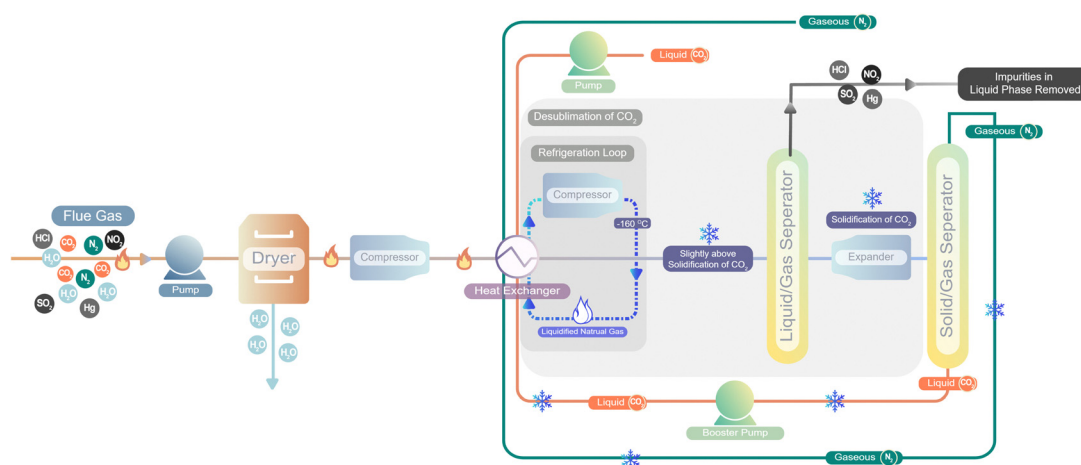 Gaseous N₂
Liquid CO₂
Pump
HCl
NO₂
SO₂
Hg
Impurities in
Liquid Phase Removed
Gaseous N₂
Desublimation of CO₂
Refrigeration Loop
Compressor
-160 ⁰C
Slightly above
Solidification of CO₂
Liquid/Gas Seperator
Solidification of CO₂
Expander
Solid/Gas Seperator
Flue Gas
HCl
CO₂
N₂
NO₂
H₂O
CO₂
N₂
CO₂
H₂O
H₂O
SO₂
Hg
Pump
Dryer
Compressor
Heat Exchanger
Liquidified Natrual Gas
H₂O
H₂O
H₂O
H₂O
Liquid CO₂
Liquid CO₂
Booster Pump
Gaseous N₂